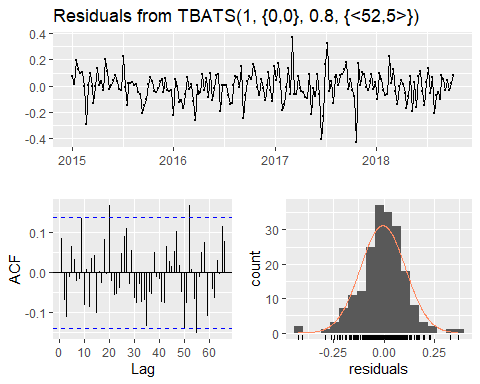 Residuals from TBATS(1, {0,0}, 0.8, {<52,5>})
0.4
0.2
0.0
-0.2
-0.4
2015 2016 2017 2018
ACF
0.1
0.0
-0.1
0 10 20 30 40 50 60
Lag
count
30
20
10
0
-0.25 0.00 0.25
residuals